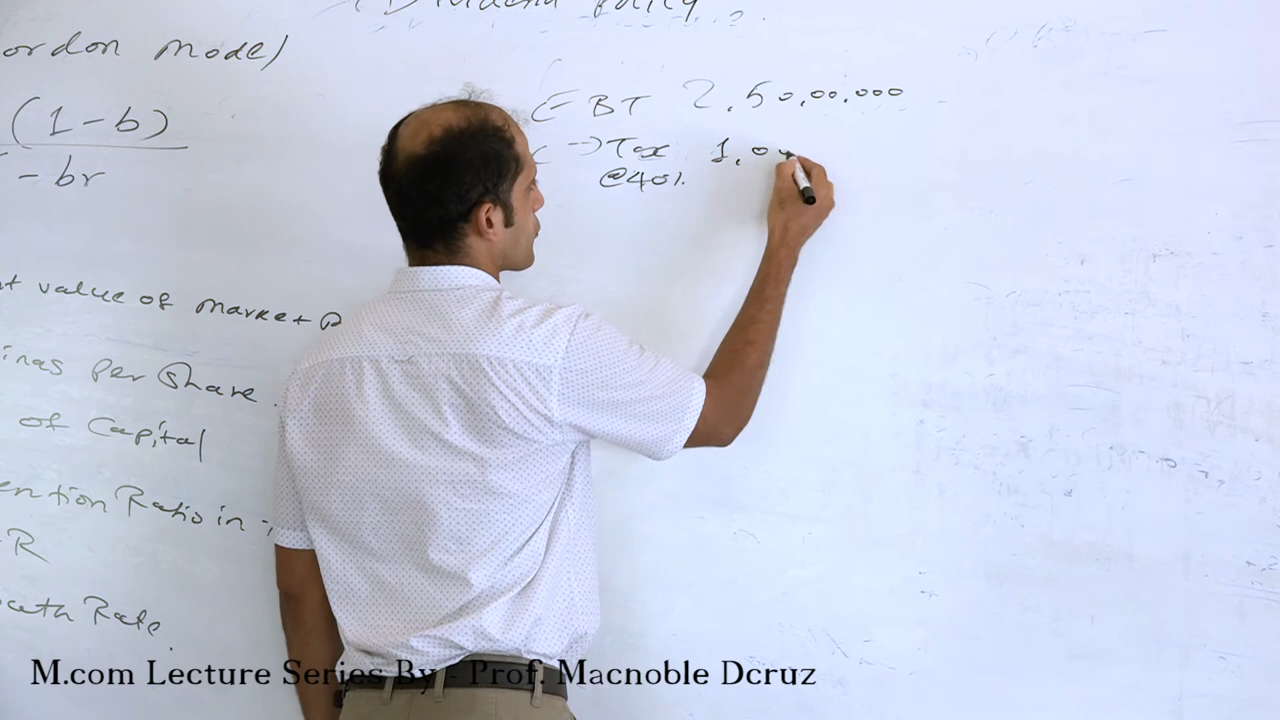 Dividend Policy
ordon Model
(1-b)
- br
EBT 2,50,00,000
→ Tax 1,0
@40%
t value of Market P
ings Per Share.
of Capital
ention Ratio in
R
owth Rate
M.com Lecture Series By - Prof. Macnoble Dcruz